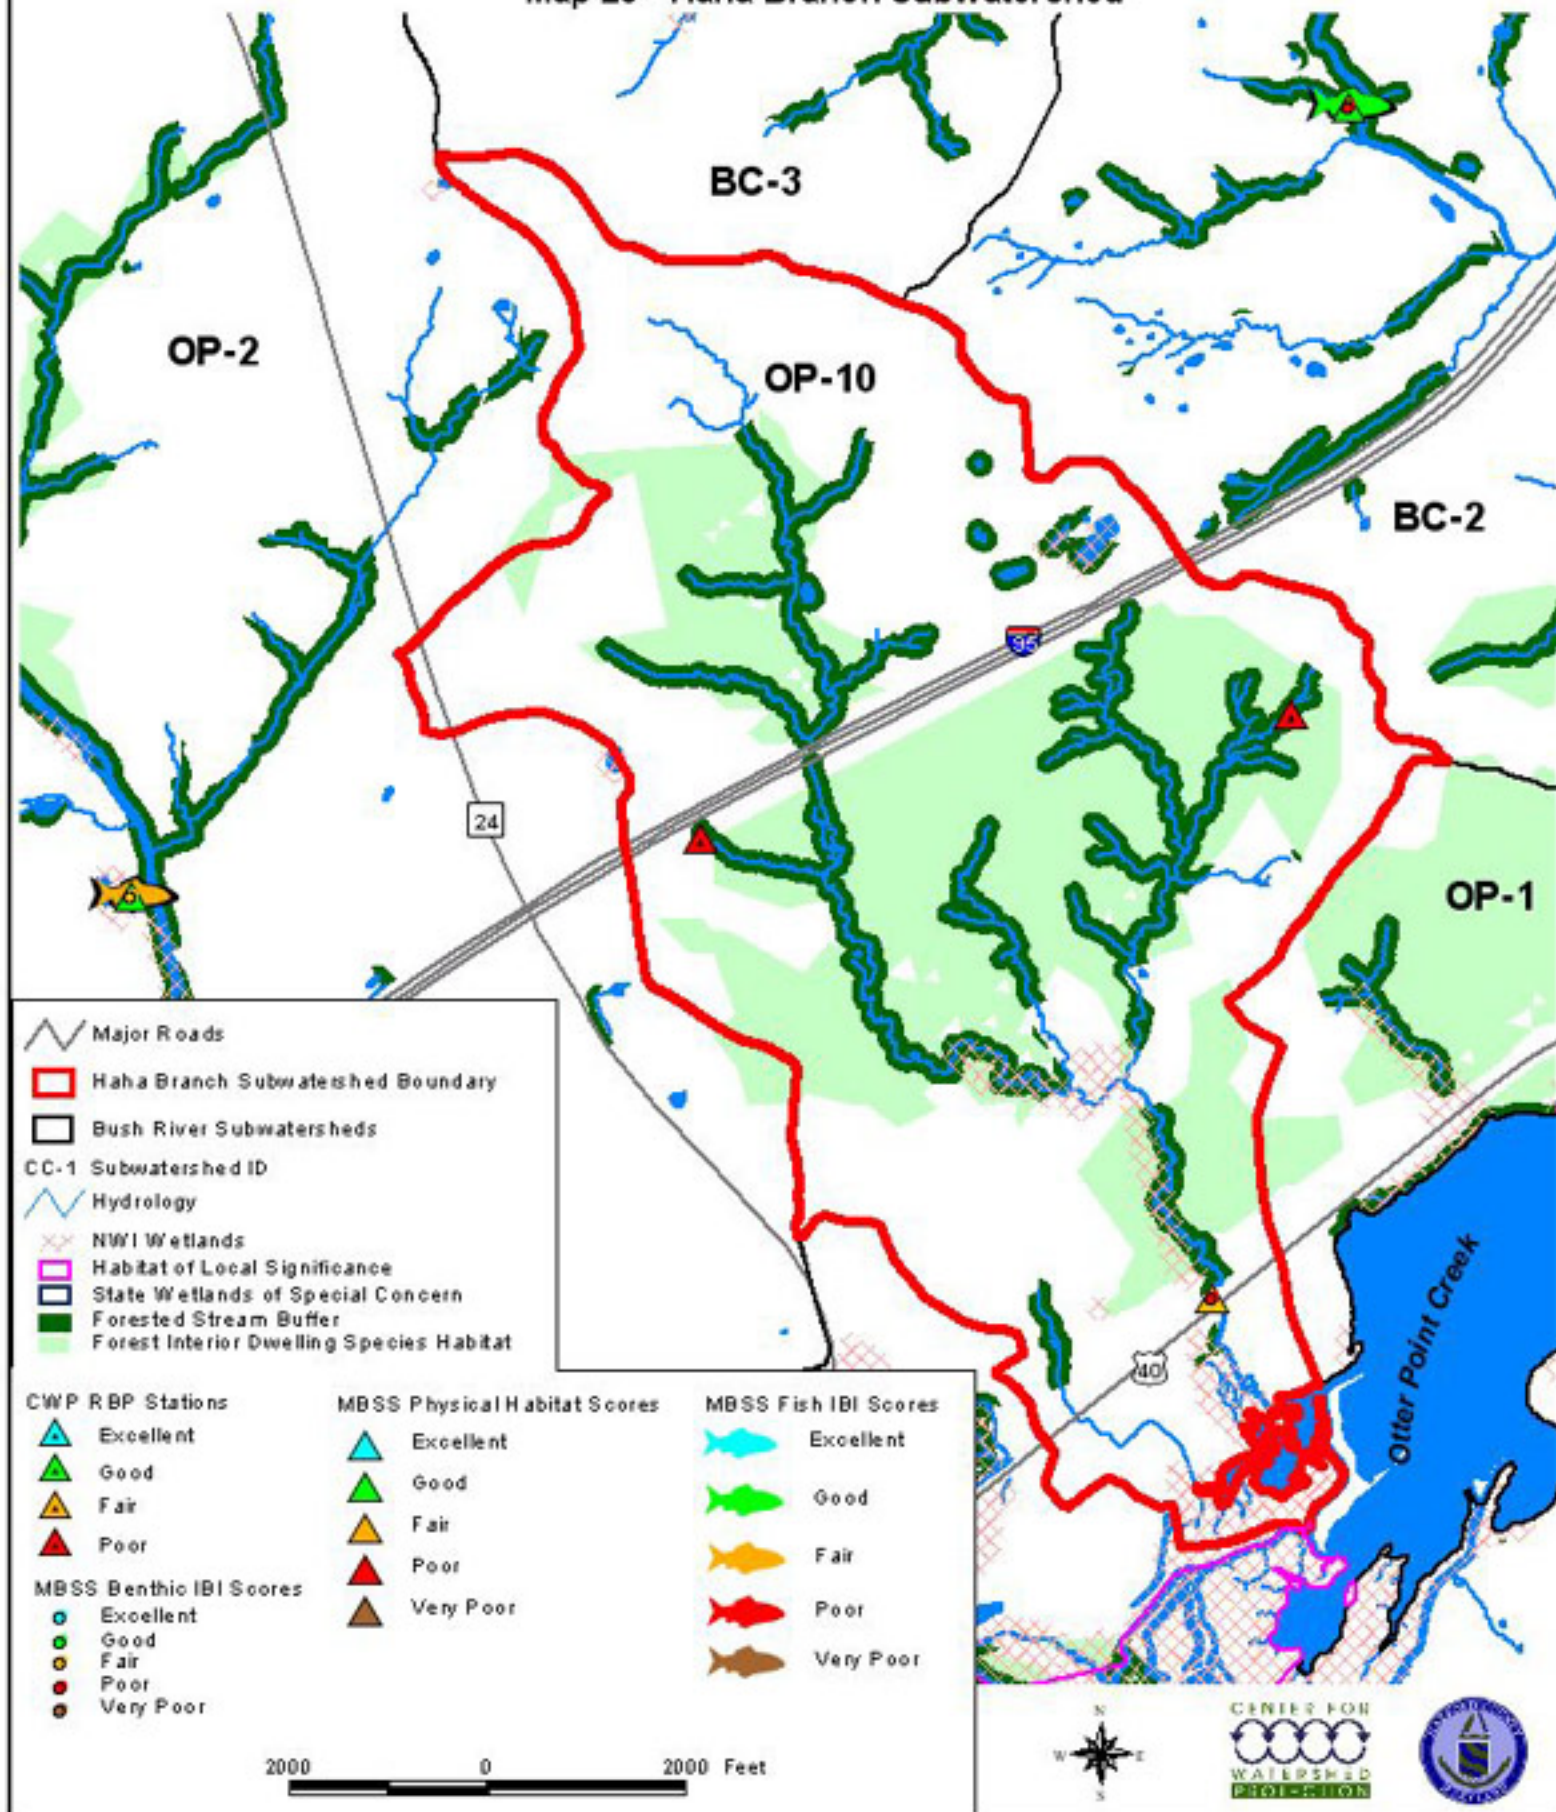 BC-3
OP-2
OP-10
BC-2
95
24
OP-1
40
Otter Point Creek
Major Roads
Haha Branch Subwatershed Boundary
Bush River Subwatersheds
CC-1 Subwatershed ID
Hydrology
NWI Wetlands
Habitat of Local Significance
State Wetlands of Special Concern
Forested Stream Buffer
Forest Interior Dwelling Species Habitat
CWP RBP Stations
Excellent
Good
Fair
Poor
MBSS Benthic IBI Scores
Excellent
Good
Fair
Poor
Very Poor
MBSS Physical Habitat Scores
Excellent
Good
Fair
Poor
Very Poor
MBSS Fish IBI Scores
Excellent
Good
Fair
Poor
Very Poor
2000 0 2000 Feet
N
W E
S
CENTER FOR
WATERSHED
PROTECTION